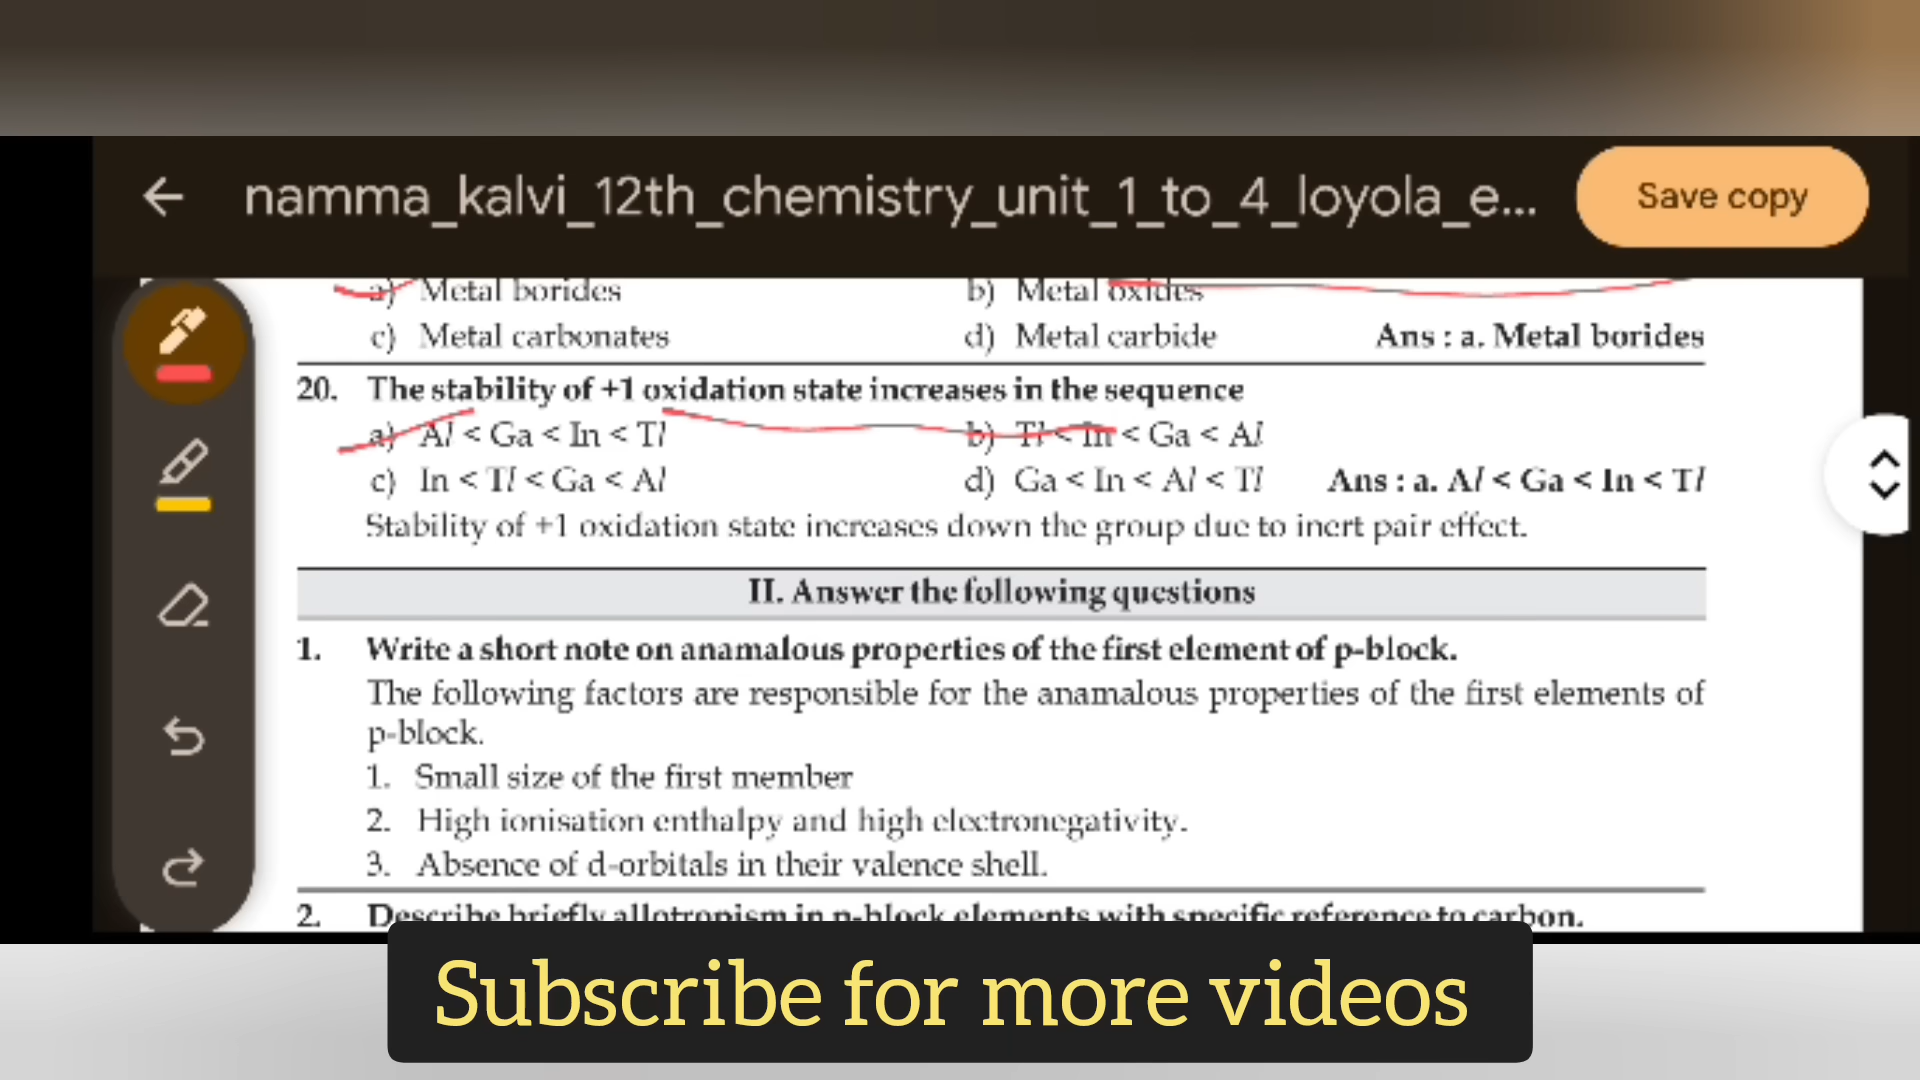 namma_kalvi_12th_chemistry_unit_1_to_4_loyola_e...
Save copy
a) Metal borides b) Metal oxides
c) Metal carbonates d) Metal carbide Ans : a. Metal borides
20. The stability of +1 oxidation state increases in the sequence
a) Al < Ga < In < Tl b) Tl < In < Ga < Al
c) In < Tl < Ga < Al d) Ga < In < Al < Tl Ans : a. Al < Ga < In < Tl
Stability of +1 oxidation state increases down the group due to inert pair effect.
II. Answer the following questions
1. Write a short note on anamalous properties of the first element of p-block.
The following factors are responsible for the anamalous properties of the first elements of
p-block.
1. Small size of the first member
2. High ionisation enthalpy and high electronegativity.
3. Absence of d-orbitals in their valence shell.
2. Describe briefly allotropism in p-block elements with specific reference to carbon.
Subscribe for more videos